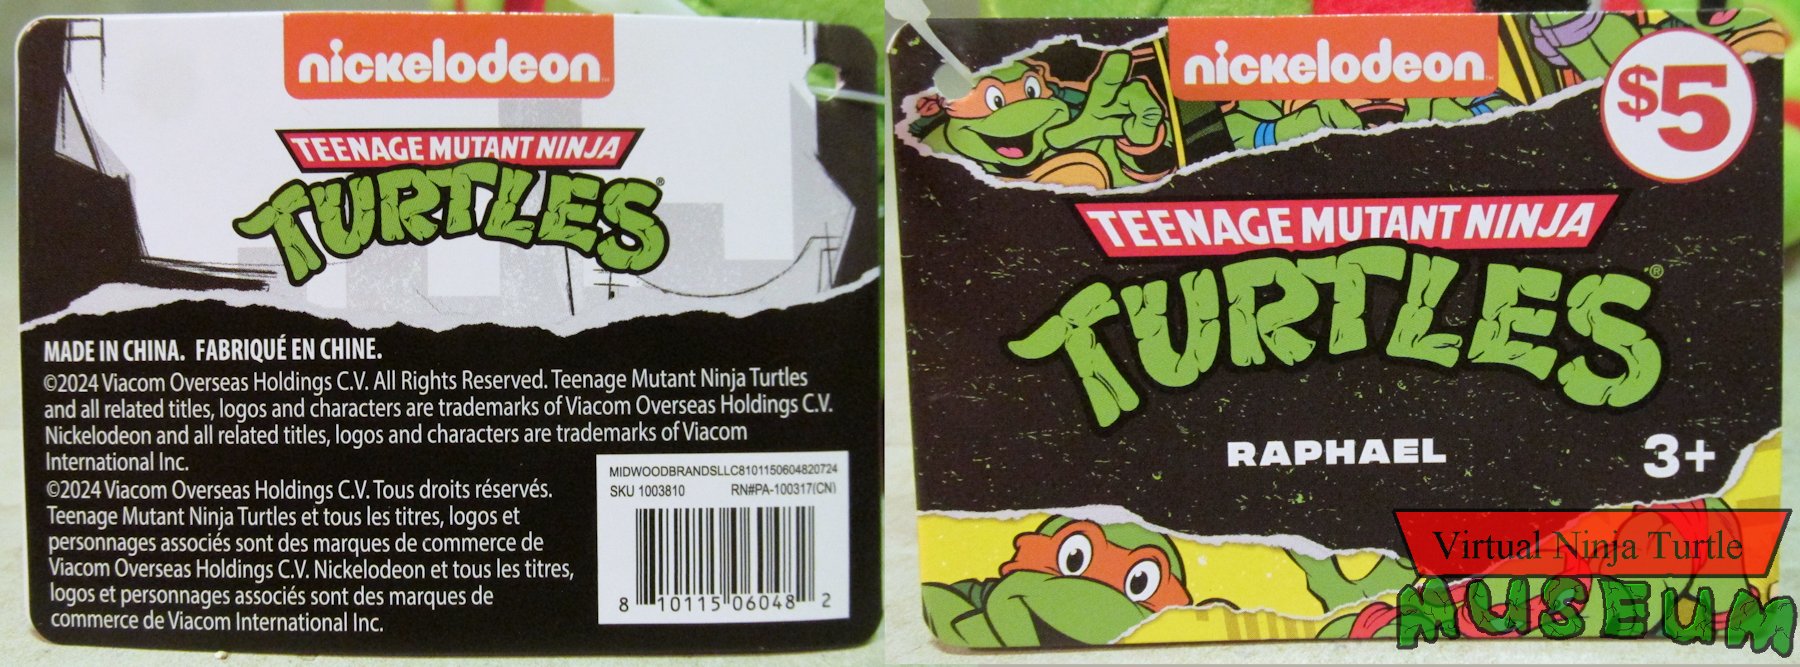 nickelodeon
TEENAGE MUTANT NINJA
TURTLES®
MADE IN CHINA. FABRIQUÉ EN CHINE.
©2024 Viacom Overseas Holdings C.V. All Rights Reserved. Teenage Mutant Ninja Turtles
and all related titles, logos and characters are trademarks of Viacom Overseas Holdings C.V.
Nickelodeon and all related titles, logos and characters are trademarks of Viacom
International Inc.
©2024 Viacom Overseas Holdings C.V. Tous droits réservés.
Teenage Mutant Ninja Turtles et tous les titres, logos et
personnages associés sont des marques de commerce de
Viacom Overseas Holdings C.V. Nickelodeon et tous les titres,
logos et personnages associés sont des marques de
commerce de Viacom International Inc.
MIDWOODBRANDSLLC8101150604820724
SKU 1003810 RN#PA-100317(CN)
8 10115 06048 2
nickelodeon
$5
TEENAGE MUTANT NINJA
TURTLES®
RAPHAEL
3+
Virtual Ninja Turtle
MUSEUM